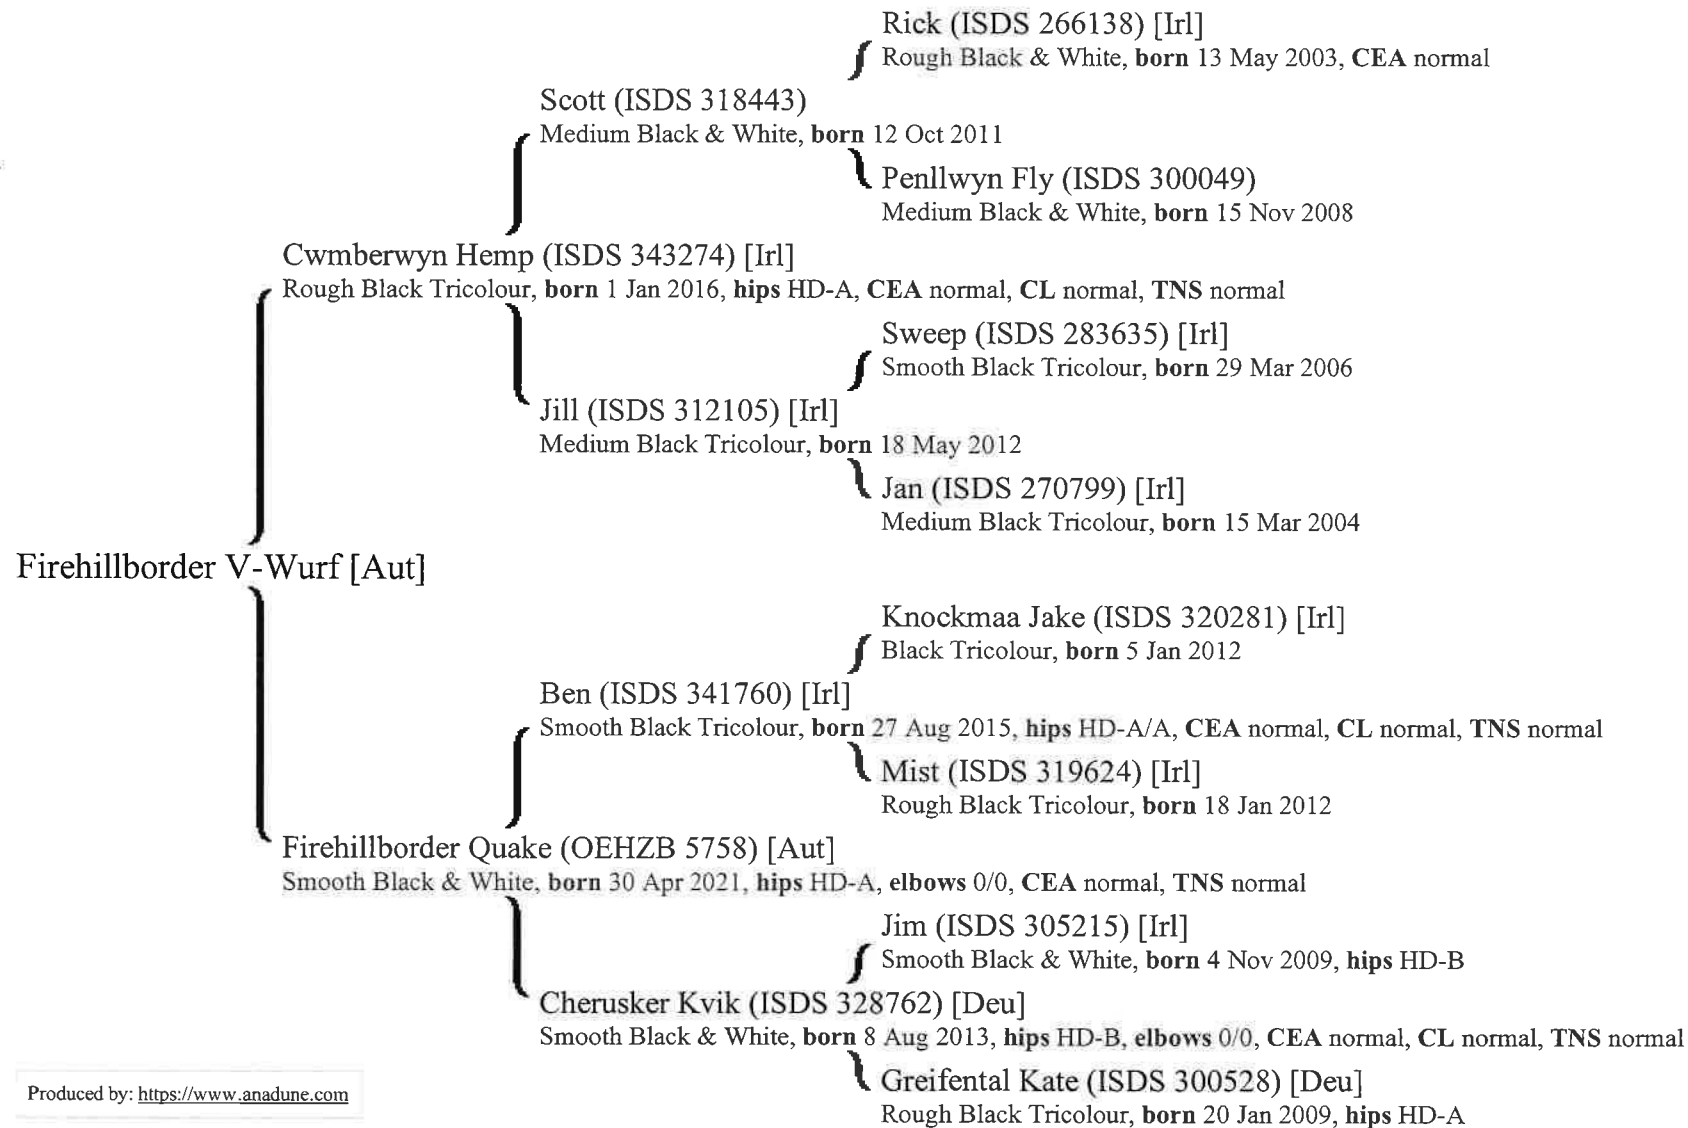 Rick (ISDS 266138) [Irl]
Rough Black & White, born 13 May 2003, CEA normal
Scott (ISDS 318443)
Medium Black & White, born 12 Oct 2011
Penllwyn Fly (ISDS 300049)
Medium Black & White, born 15 Nov 2008
Cwmberwyn Hemp (ISDS 343274) [Irl]
Rough Black Tricolour, born 1 Jan 2016, hips HD-A, CEA normal, CL normal, TNS normal
Sweep (ISDS 283635) [Irl]
Smooth Black Tricolour, born 29 Mar 2006
Jill (ISDS 312105) [Irl]
Medium Black Tricolour, born 18 May 2012
Jan (ISDS 270799) [Irl]
Medium Black Tricolour, born 15 Mar 2004
Firehillborder V-Wurf [Aut]
Knockmaa Jake (ISDS 320281) [Irl]
Black Tricolour, born 5 Jan 2012
Ben (ISDS 341760) [Irl]
Smooth Black Tricolour, born 27 Aug 2015, hips HD-A/A, CEA normal, CL normal, TNS normal
Mist (ISDS 319624) [Irl]
Rough Black Tricolour, born 18 Jan 2012
Firehillborder Quake (OEHZB 5758) [Aut]
Smooth Black & White, born 30 Apr 2021, hips HD-A, elbows 0/0, CEA normal, TNS normal
Jim (ISDS 305215) [Irl]
Smooth Black & White, born 4 Nov 2009, hips HD-B
Cherusker Kvik (ISDS 328762) [Deu]
Smooth Black & White, born 8 Aug 2013, hips HD-B, elbows 0/0, CEA normal, CL normal, TNS normal
Greifental Kate (ISDS 300528) [Deu]
Rough Black Tricolour, born 20 Jan 2009, hips HD-A
Produced by: https://www.anadune.com